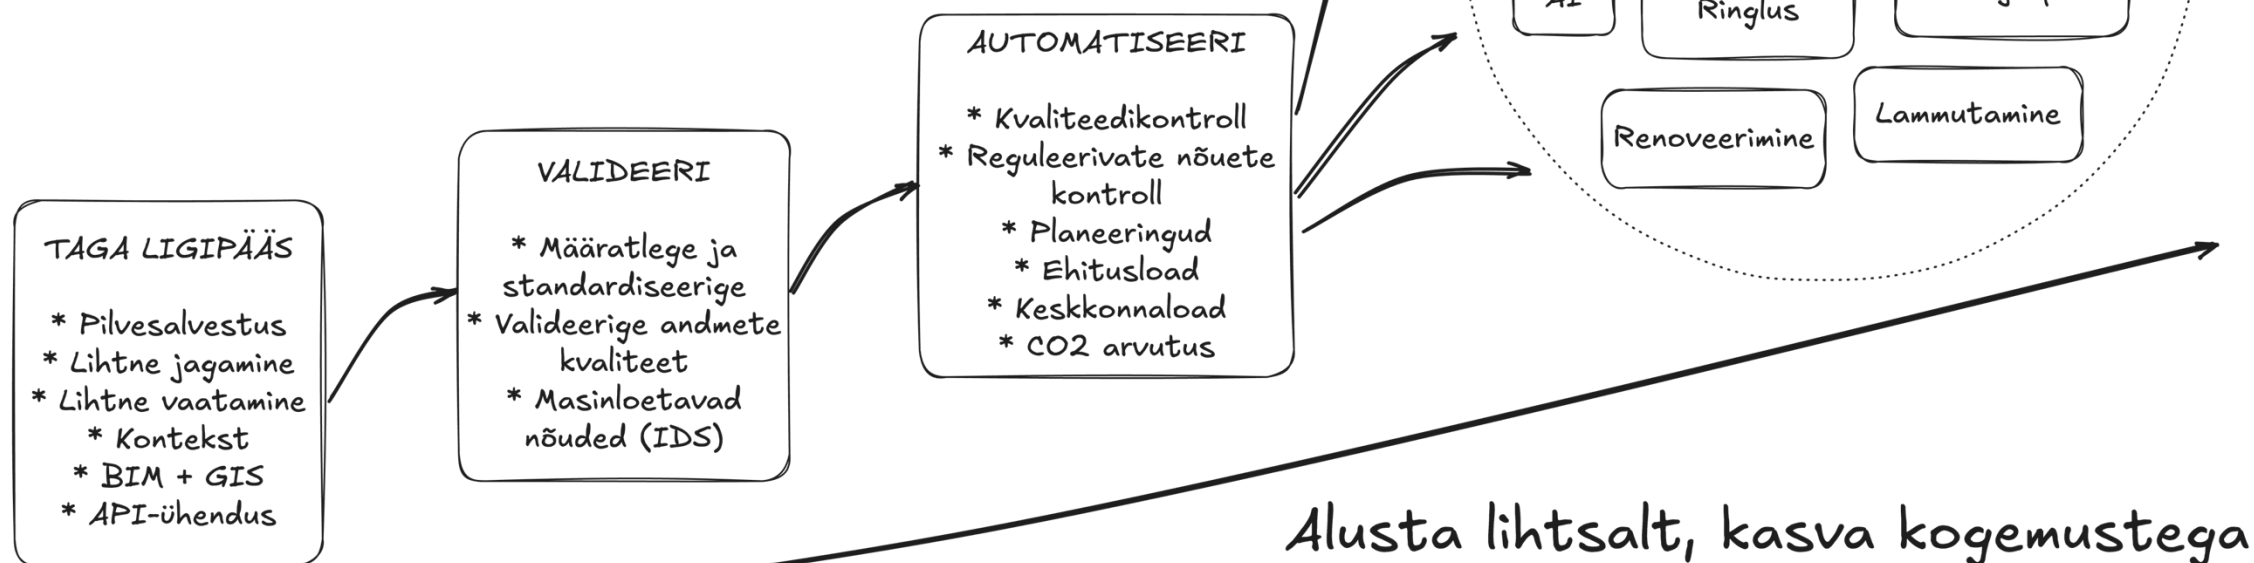 TAGA LIGIPÄÄS
* Pilvesalvestus
* Lihtne jagamine
* Lihtne vaatamine
* Kontekst
* BIM + GIS
* API-ühendus
VALIDEERI
* Määratlege ja
standardiseerige
* Valideerige andmete
kvaliteet
* Masinloetavad
nõuded (IDS)
AUTOMATISEERI
* Kvaliteedikontroll
* Reguleerivate nõuete
kontroll
* Planeeringud
* Ehitusload
* Keskkonnaload
* CO2 arvutus
AI
Ringlus
Renoveerimine
Lammutamine
Alusta lihtsalt, kasva kogemustega